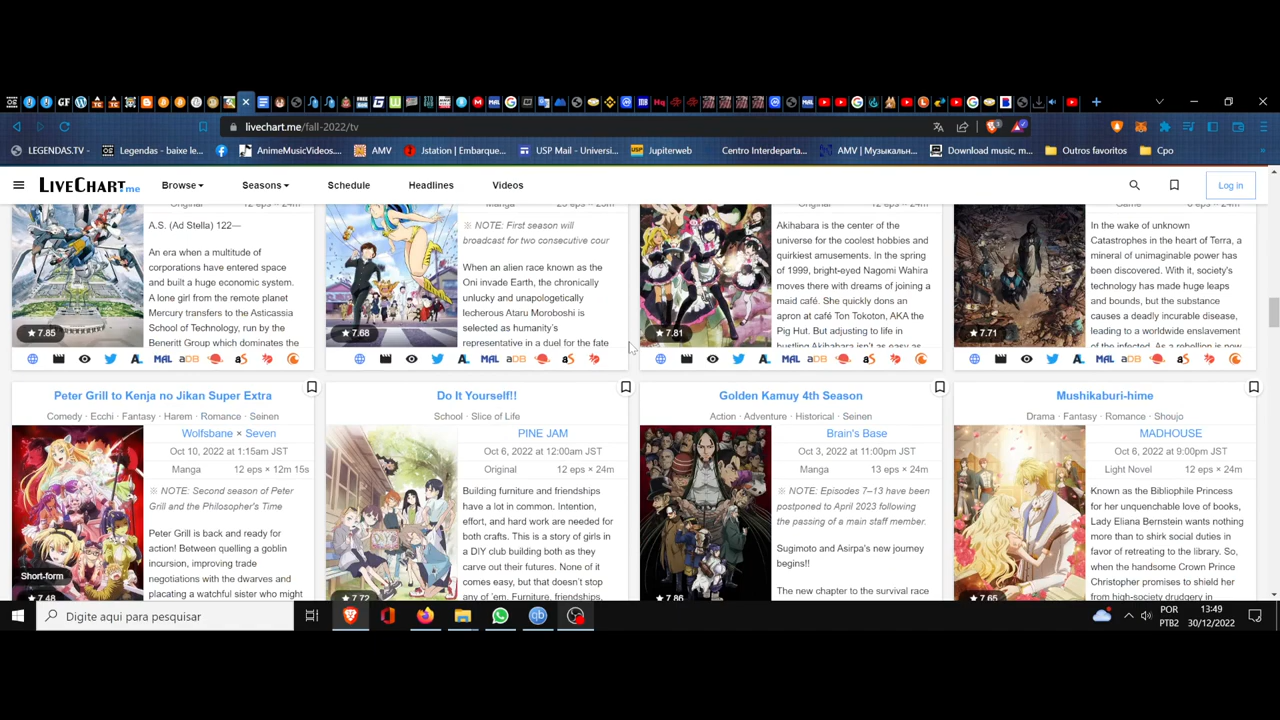 livechart.me/fall-2022/tv
LEGENDAS.TV - Legendas - baixe le... AnimeMusicVideos.... AMV Jstation | Embarque... USP Mail - Universi... Jupiterweb Centro Interdeparta... AMV | Музыкальн... Download music, m... Outros favoritos Cpo
LIVECHART.me Browse Seasons Schedule Headlines Videos Log in
A.S. (Ad Stella) 122—
An era when a multitude of
corporations have entered space
and built a huge economic system.
A lone girl from the remote planet
Mercury transfers to the Asticassia
School of Technology, run by the
Beneritt Group which dominates the
7.85
※ NOTE: First season will
broadcast for two consecutive cour
When an alien race known as the
Oni invade Earth, the chronically
unlucky and unapologetically
lecherous Ataru Moroboshi is
selected as humanity's
representative in a duel for the fate
7.68
Akihabara is the center of the
universe for the coolest hobbies and
quirkiest amusements. In the spring
of 1999, bright-eyed Nagomi Wahira
moves there with dreams of joining a
maid café. She quickly dons an
apron at café Ton Tokoton, AKA the
Pig Hut. But adjusting to life in
bustling Akihabara isn't as easy as
7.81
In the wake of unknown
Catastrophes in the heart of Terra, a
mineral of unimaginable power has
been discovered. With it, society's
technology has made huge leaps
and bounds, but the substance
causes a deadly incurable disease,
leading to a worldwide enslavement
of the infected. As a rebellion is now
7.71
Peter Grill to Kenja no Jikan Super Extra
Comedy · Ecchi · Fantasy · Harem · Romance · Seinen
Wolfsbane × Seven
Oct 10, 2022 at 1:15am JST
Manga 12 eps × 12m 15s
※ NOTE: Second season of Peter
Grill and the Philosopher's Time
Peter Grill is back and ready for
action! Between quelling a goblin
incursion, improving trade
negotiations with the dwarves and
placating a watchful sister who might
Short-form
7.48
Do It Yourself!!
School · Slice of Life
PINE JAM
Oct 6, 2022 at 12:00am JST
Original 12 eps × 24m
Building furniture and friendships
have a lot in common. Intention,
effort, and hard work are needed for
both crafts. This is a story of girls in
a DIY club building both as they
carve out their futures. None of it
comes easy, but that doesn't stop
any of 'em. Furniture, friendships,
7.72
Golden Kamuy 4th Season
Action · Adventure · Historical · Seinen
Brain's Base
Oct 3, 2022 at 11:00pm JST
Manga 13 eps × 24m
※ NOTE: Episodes 7–13 have been
postponed to April 2023 following
the passing of a main staff member.
Sugimoto and Asirpa's new journey
begins!!
The new chapter to the survival race
7.86
Mushikaburi-hime
Drama · Fantasy · Romance · Shoujo
MADHOUSE
Oct 6, 2022 at 9:00pm JST
Light Novel 12 eps × 24m
Known as the Bibliophile Princess
for her unquenchable love of books,
Lady Eliana Bernstein wants nothing
more than to shirk social duties in
favor of retreating to the library. So,
when the handsome Crown Prince
Christopher promises to shield her
from high-society drudgery in
7.65
Digite aqui para pesquisar
POR
PTB2
13:49
30/12/2022